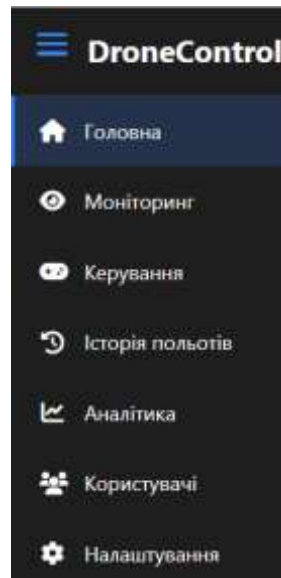 DroneControl
Головна
Моніторинг
Керування
Історія польотів
Аналітика
Користувачі
Налаштування